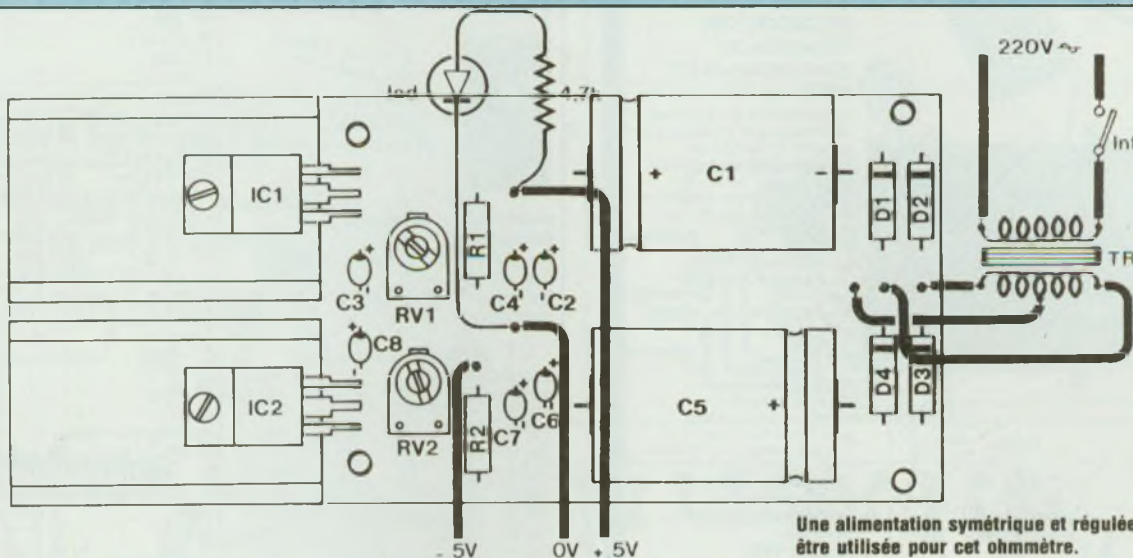 220V ~
Led
4,7k
Int
IC1
C1
D1
D2
R1
TR
C3
RV1
C4
C2
C8
IC2
RV2
R2
C7
C6
C5
D4
D3
- 5V
0V
+ 5V
Une alimentation symétrique et régulée
être utilisée pour cet ohmmètre.